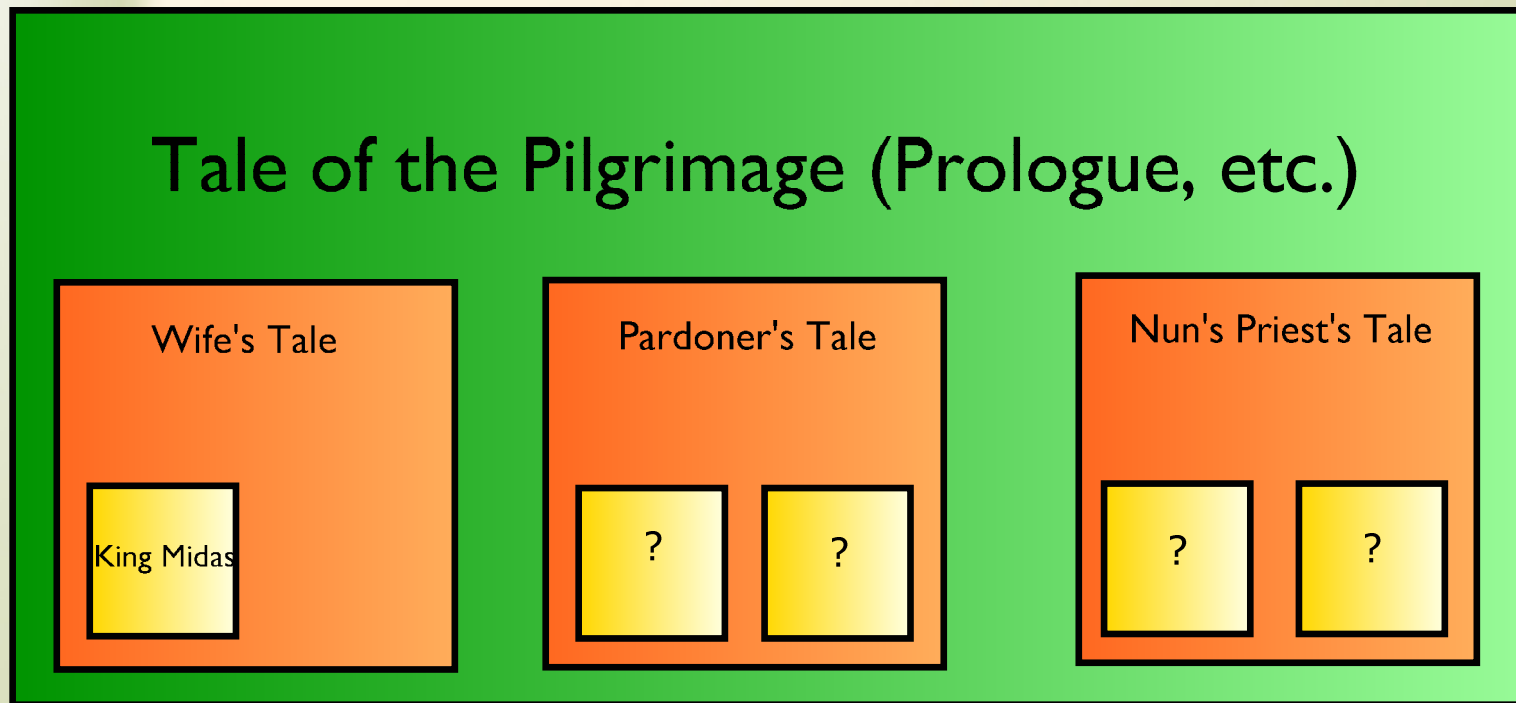 Tale of the Pilgrimage (Prologue, etc.)
Wife's Tale
Pardoner's Tale
Nun's Priest's Tale
King Midas
?
?
?
?